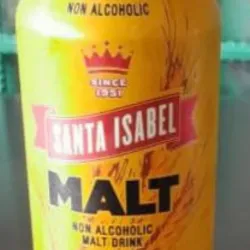 NON ALCOHOLIC
SINCE
1951
SANTA ISABEL
MALT
NON ALCOHOLIC
MALT DRINK